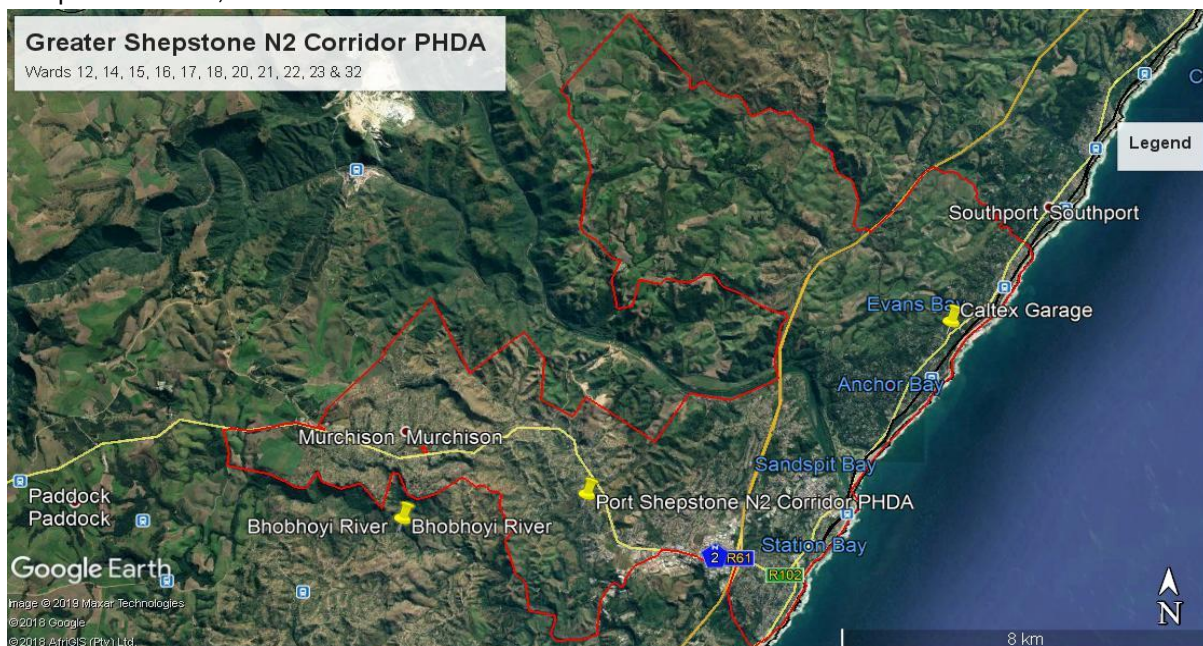 Greater Shepstone N2 Corridor PHDA
Wards 12, 14, 15, 16, 17, 18, 20, 21, 22, 23 & 32
Legend
Southport Southport
Evans Bay
Caltex Garage
Anchor Bay
Murchison Murchison
Sandspit Bay
Paddock
Paddock
Port Shepstone N2 Corridor PHDA
Bhobhoyi River Bhobhoyi River
Station Bay
2
R61
R102
Google Earth
Image © 2019 Maxar Technologies
© 2018 Google
© 2018 AfriGIS (Pty) Ltd.
N
8 km